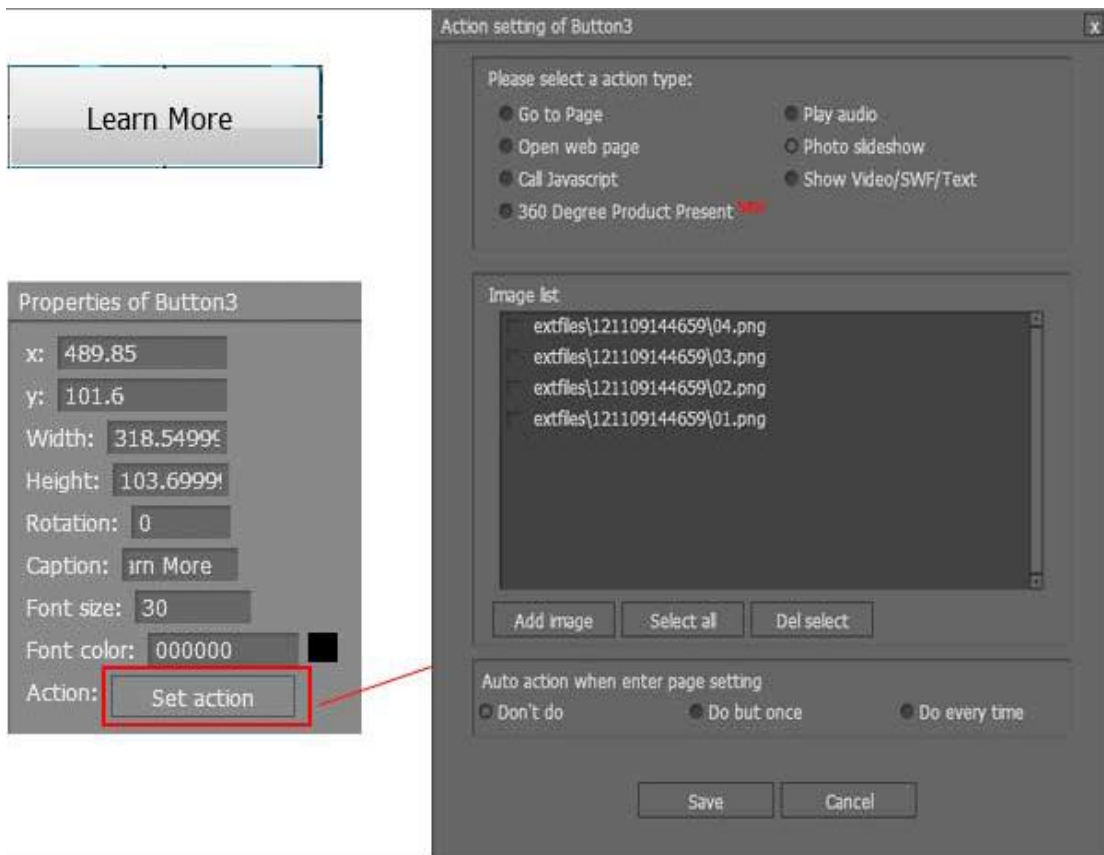 Learn More
Properties of Button3
x: 489.85
y: 101.6
Width: 318.54999
Height: 103.6999
Rotation: 0
Caption: arn More
Font size: 30
Font color: 000000
Action: Set action
Action setting of Button3 x
Please select a action type:
Go to Page Play audio
Open web page Photo slideshow
Call Javascript Show Video/SWF/Text
360 Degree Product Present
Image list
extfiles\121109144659\04.png
extfiles\121109144659\03.png
extfiles\121109144659\02.png
extfiles\121109144659\01.png
Add image Select all Del select
Auto action when enter page setting
Don't do Do but once Do every time
Save Cancel